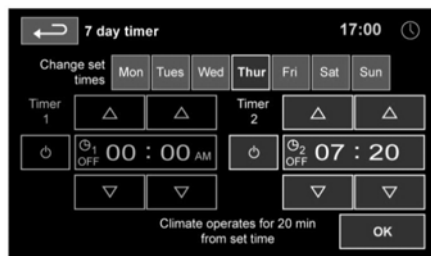 7 day timer 17:00
Change set times Mon Tues Wed Thur Fri Sat Sun
Timer 1 Timer 2
1 OFF 00 : 00 AM 2 OFF 07 : 20
Climate operates for 20 min
from set time OK